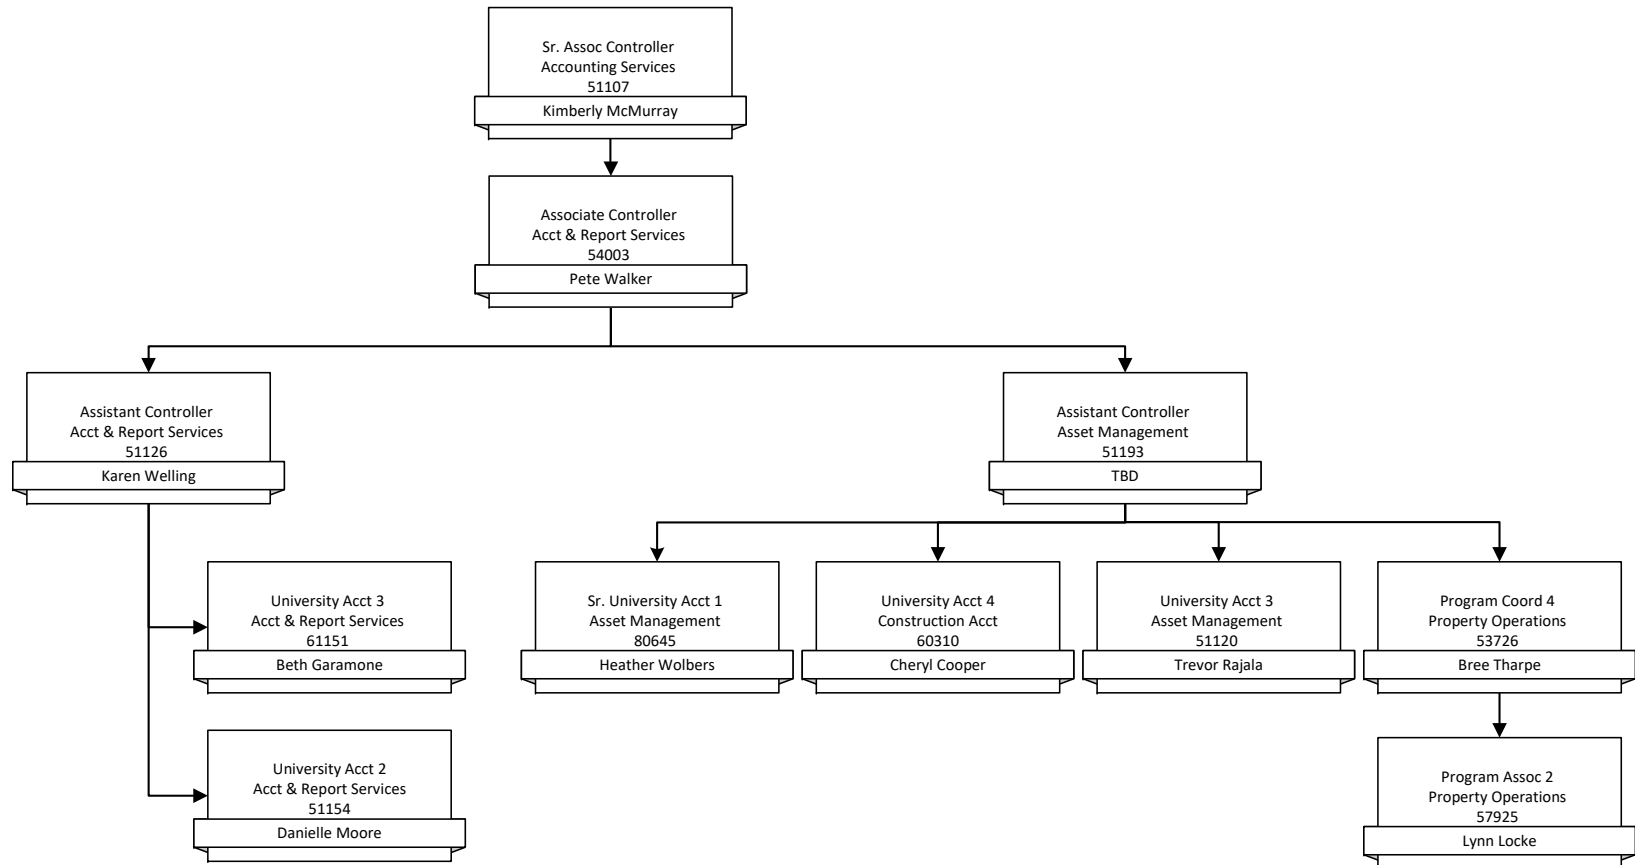 Sr. Assoc Controller
Accounting Services
51107
Kimberly McMurray
Associate Controller
Acct & Report Services
54003
Pete Walker
Assistant Controller
Acct & Report Services
51126
Karen Welling
Assistant Controller
Asset Management
51193
TBD
University Acct 3
Acct & Report Services
61151
Beth Garamone
Sr. University Acct 1
Asset Management
80645
Heather Wolbers
University Acct 4
Construction Acct
60310
Cheryl Cooper
University Acct 3
Asset Management
51120
Trevor Rajala
Program Coord 4
Property Operations
53726
Bree Tharpe
University Acct 2
Acct & Report Services
51154
Danielle Moore
Program Assoc 2
Property Operations
57925
Lynn Locke